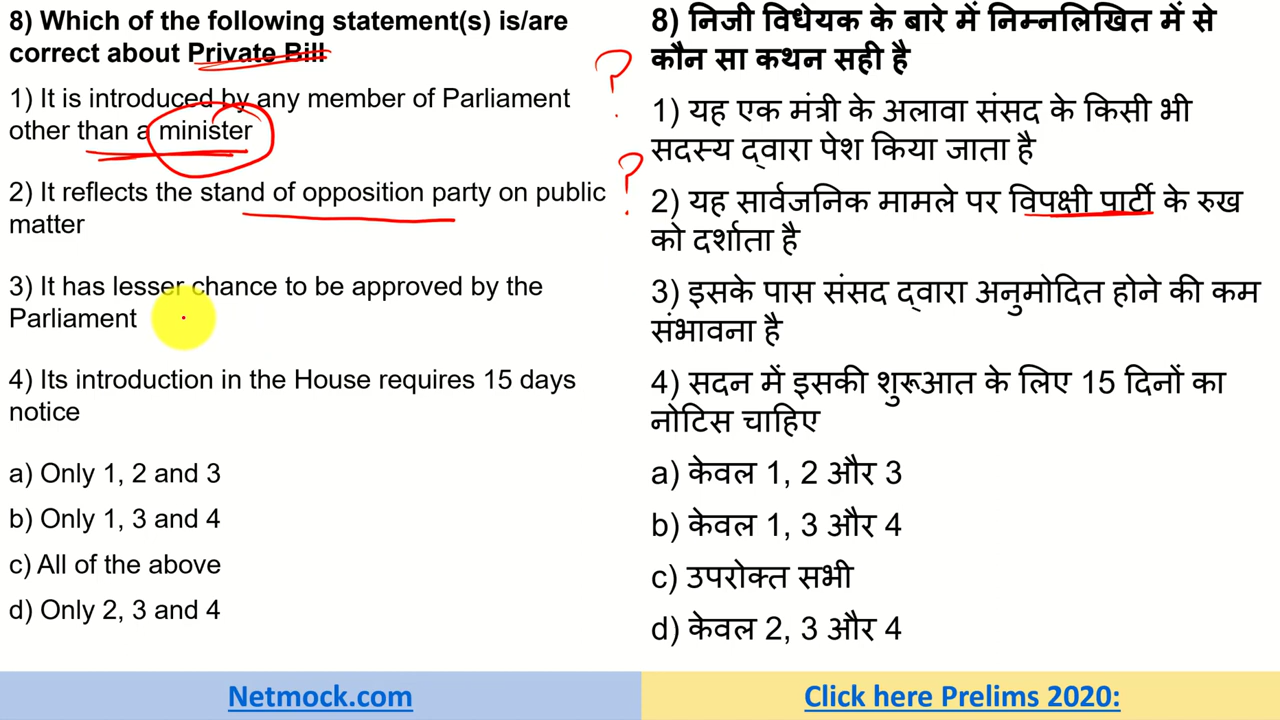 8) Which of the following statement(s) is/are
correct about Private Bill
1) It is introduced by any member of Parliament
other than a minister
2) It reflects the stand of opposition party on public
matter
3) It has lesser chance to be approved by the
Parliament
4) Its introduction in the House requires 15 days
notice
a) Only 1, 2 and 3
b) Only 1, 3 and 4
c) All of the above
d) Only 2, 3 and 4
8) निजी विधेयक के बारे में निम्नलिखित में से
कौन सा कथन सही है
?
1) यह एक मंत्री के अलावा संसद के किसी भी
सदस्य द्वारा पेश किया जाता है
?
2) यह सार्वजनिक मामले पर विपक्षी पार्टी के रुख
को दर्शाता है
3) इसके पास संसद द्वारा अनुमोदित होने की कम
संभावना है
4) सदन में इसकी शुरूआत के लिए 15 दिनों का
नोटिस चाहिए
a) केवल 1, 2 और 3
b) केवल 1, 3 और 4
c) उपरोक्त सभी
d) केवल 2, 3 और 4
Netmock.com
Click here Prelims 2020: